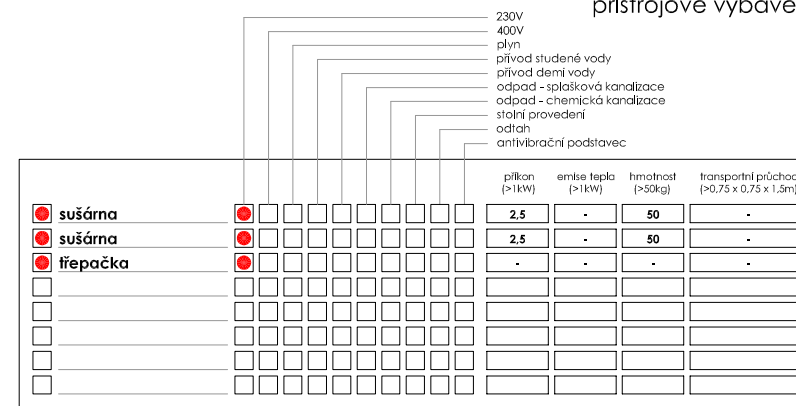 přístrojové vybave
230V
400V
plyn
přívod studené vody
přívod demi vody
odpad - splašková kanalizace
odpad - chemická kanalizace
stolní provedení
odtah
antivibrační podstavec
příkon emise tepla hmotnost transportní průchod
(>1kW) (>1kW) (>50kg) (>0,75 x 0,75 x 1,5m)
sušárna 2,5 - 50 -
sušárna 2,5 - 50 -
třepačka - - - -